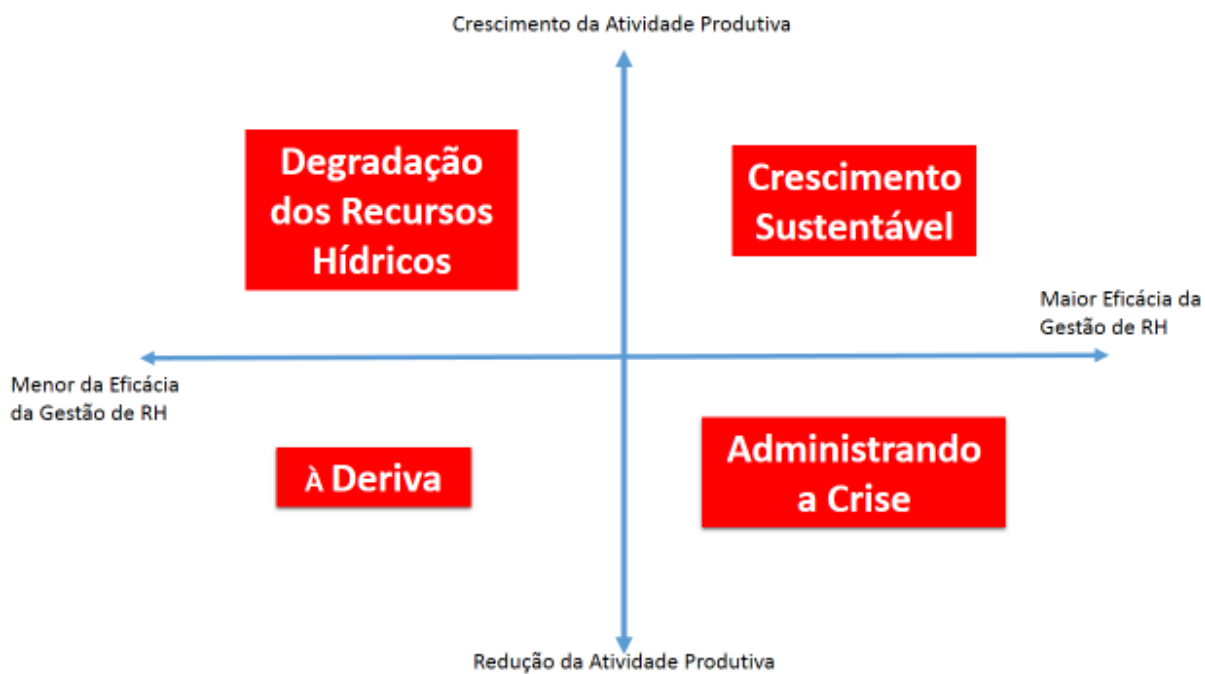 Crescimento da Atividade Produtiva
Degradação
dos Recursos
Hídricos
Crescimento
Sustentável
Maior Eficácia da
Gestão de RH
Menor da Eficácia
da Gestão de RH
À Deriva
Administrando
a Crise
Redução da Atividade Produtiva